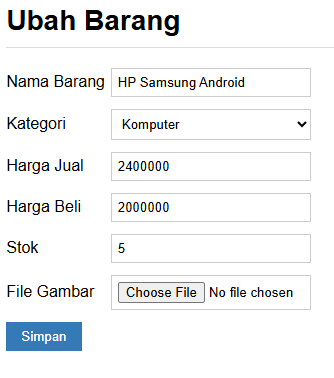 Ubah Barang
Nama Barang HP Samsung Android
Kategori Komputer
Harga Jual 2400000
Harga Beli 2000000
Stok 5
File Gambar Choose File No file chosen
Simpan